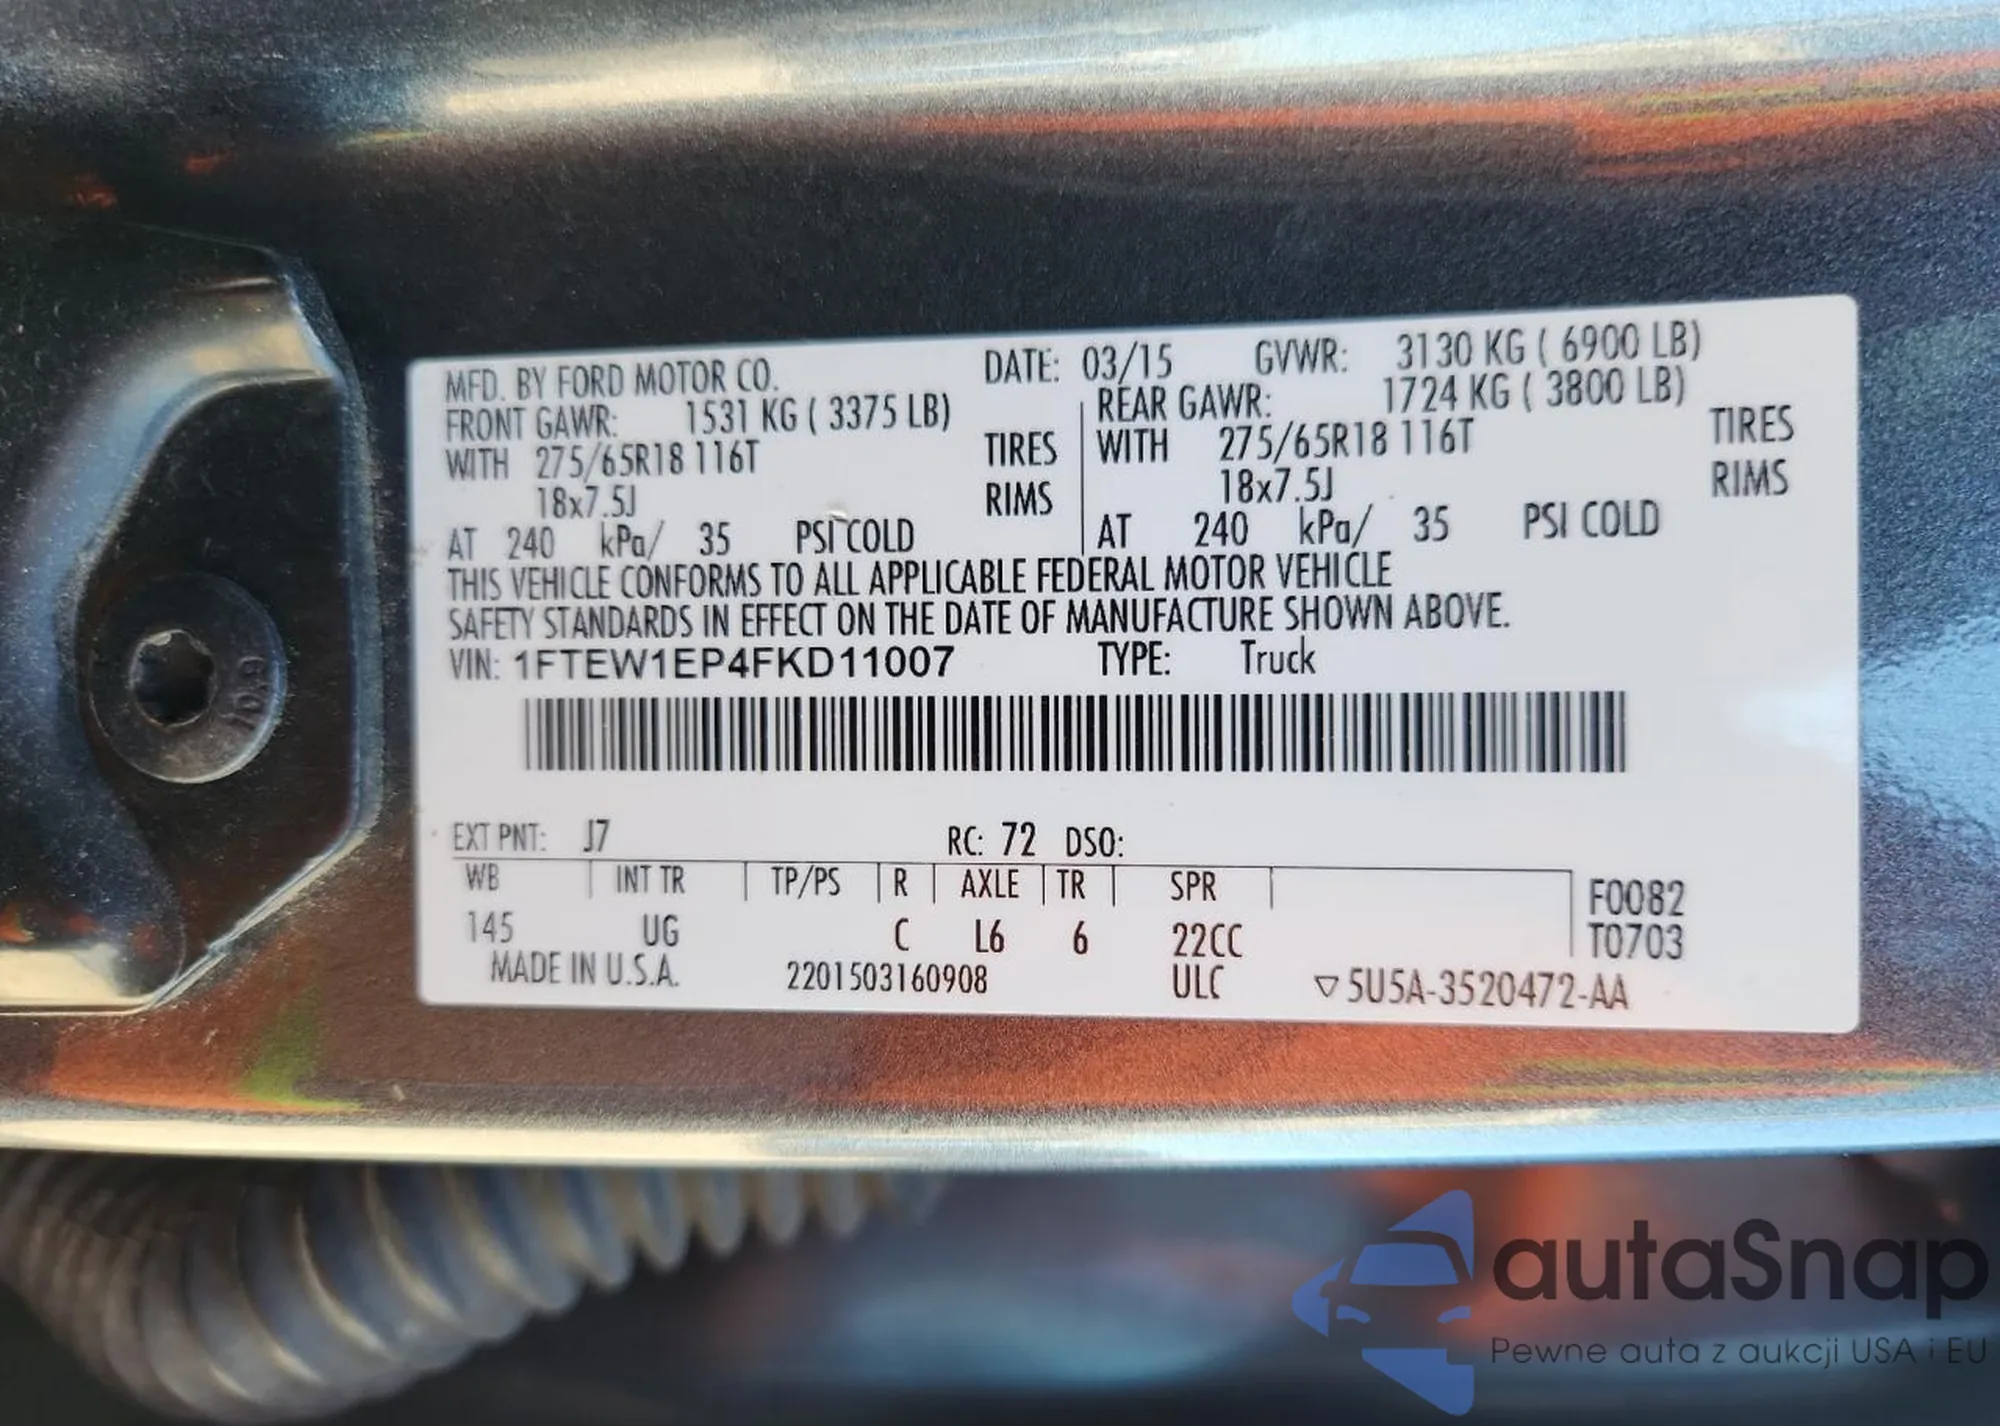 MFD. BY FORD MOTOR CO. DATE: 03/15 GVWR: 3130 KG ( 6900 LB)
FRONT GAWR: 1531 KG ( 3375 LB) REAR GAWR: 1724 KG ( 3800 LB)
WITH 275/65R18 116T TIRES WITH 275/65R18 116T TIRES
18x7.5J RIMS 18x7.5J RIMS
AT 240 kPa/ 35 PSI COLD AT 240 kPa/ 35 PSI COLD
THIS VEHICLE CONFORMS TO ALL APPLICABLE FEDERAL MOTOR VEHICLE
SAFETY STANDARDS IN EFFECT ON THE DATE OF MANUFACTURE SHOWN ABOVE.
VIN: 1FTEW1EP4FKD11007 TYPE: Truck
EXT PNT: J7 RC: 72 DSO:
WB INT TR TP/PS R AXLE TR SPR F0082
145 UG C L6 6 22CC T0703
MADE IN U.S.A. 2201503160908 ULC ▽5U5A-3520472-AA
autaSnap
Pewne auta z aukcji USA i EU